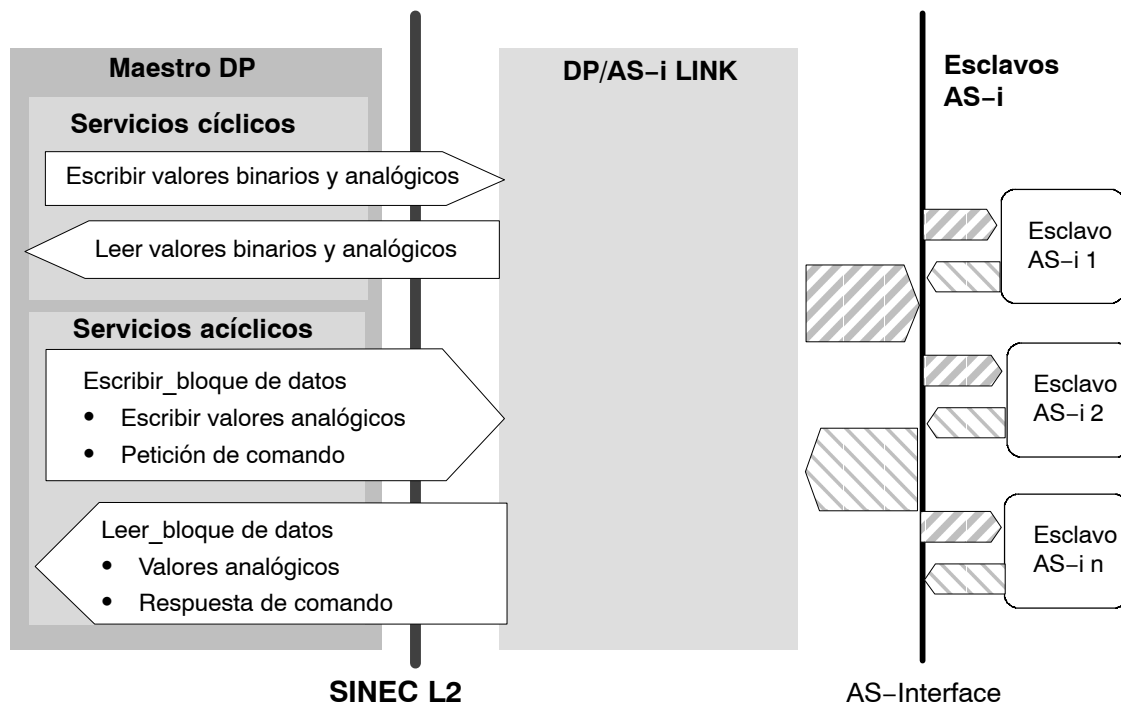 Maestro DP
Servicios cíclicos
Escribir valores binarios y analógicos
Leer valores binarios y analógicos
Servicios acíclicos
Escribir_bloque de datos
• Escribir valores analógicos
• Petición de comando
Leer_bloque de datos
• Valores analógicos
• Respuesta de comando
SINEC L2
DP/AS−i LINK
Esclavos
AS−i
Esclavo
AS−i 1
Esclavo
AS−i 2
Esclavo
AS−i n
AS−Interface